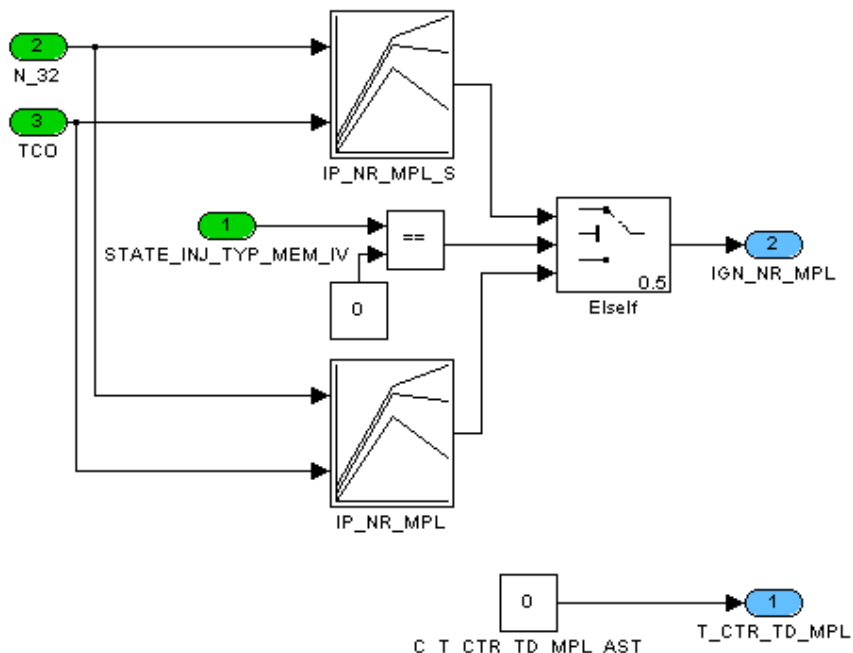 2
N_32
3
TCO
IP_NR_MPL_S
1
STATE_INJ_TYP_MEM_IV
==
0
0.5
ElseIf
2
IGN_NR_MPL
IP_NR_MPL
0
C_T_CTR_TD_MPL_AST
1
T_CTR_TD_MPL